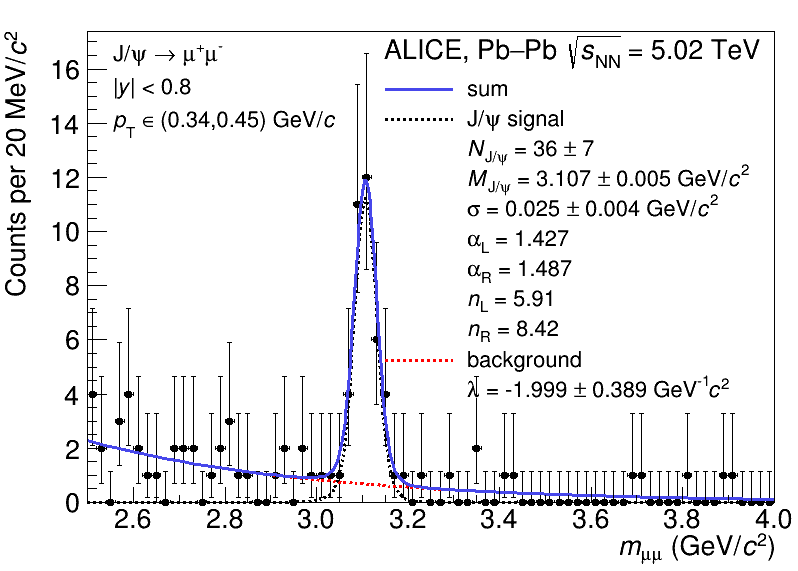 J/ψ → μ⁺μ⁻
|y| < 0.8
p_T ∈ (0.34,0.45) GeV/c
ALICE, Pb–Pb √s_NN = 5.02 TeV
sum
J/ψ signal
N_J/ψ = 36 ± 7
M_J/ψ = 3.107 ± 0.005 GeV/c²
σ = 0.025 ± 0.004 GeV/c²
α_L = 1.427
α_R = 1.487
n_L = 5.91
n_R = 8.42
background
λ = -1.999 ± 0.389 GeV⁻¹c²
Counts per 20 MeV/c²
16
14
12
10
8
6
4
2
0
2.6 2.8 3.0 3.2 3.4 3.6 3.8 4.0
m_μμ (GeV/c²)